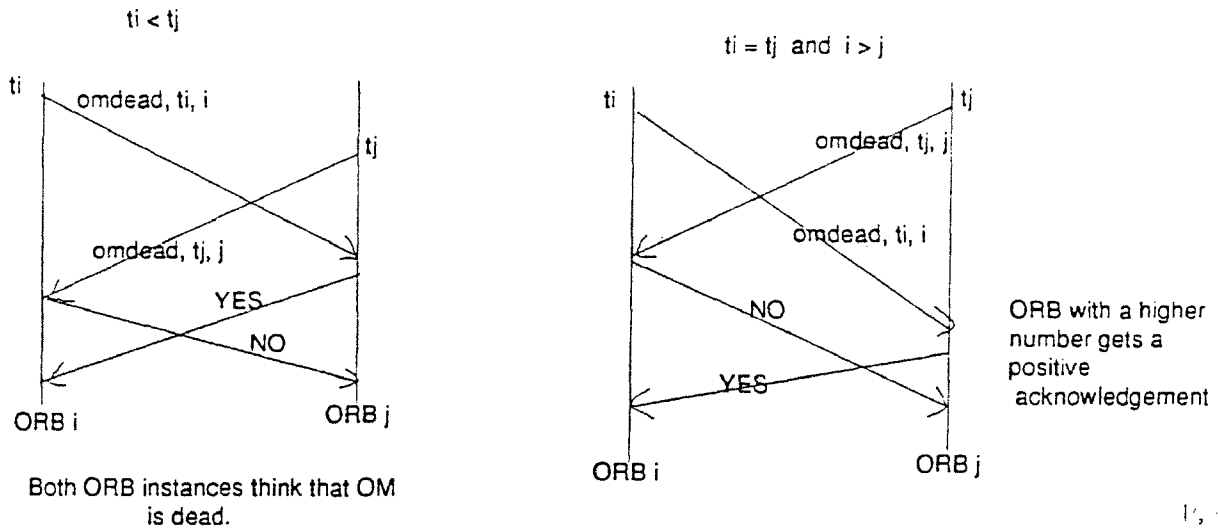 ti < tj
ti
omdead, ti, i
tj
omdead, tj, j
YES
NO
ORB i
ORB j
Both ORB instances think that OM
is dead.
ti = tj and i > j
ti
tj
omdead, tj, j
omdead, ti, i
NO
YES
ORB i
ORB j
ORB with a higher
number gets a
positive
acknowledgement